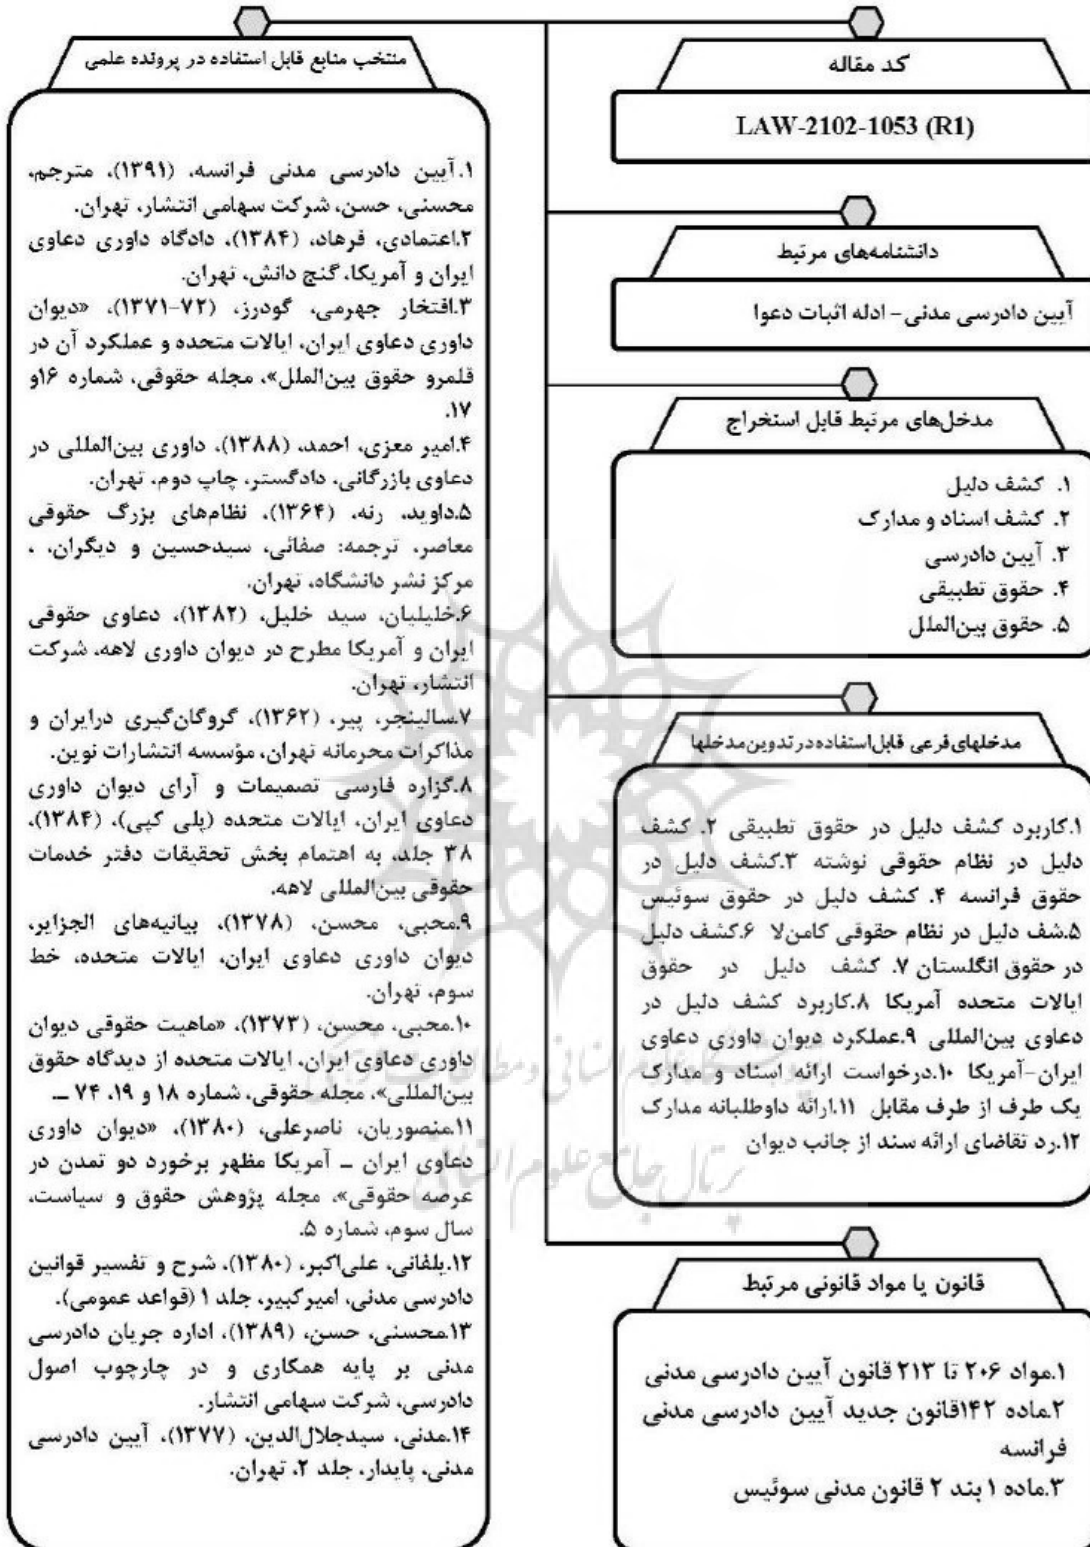 کد مقاله
LAW-2102-1053 (R1)
دانشنامه‌های مرتبط
آیین دادرسی مدنی- ادله اثبات دعوا
مدخل‌های مرتبط قابل استخراج
۱. کشف دلیل
۲. کشف اسناد و مدارک
۳. آیین دادرسی
۴. حقوق تطبیقی
۵. حقوق بین‌الملل
مدخلهای فرعی قابل استفاده در تدوین مدخلها
۱.کاربرد کشف دلیل در حقوق تطبیقی ۲. کشف
دلیل در نظام حقوقی نوشته ۳.کشف دلیل در
حقوق فرانسه ۴. کشف دلیل در حقوق سوئیس
۵.شف دلیل در نظام حقوقی کامن‌لا ۶.کشف دلیل
در حقوق انگلستان ۷. کشف دلیل در حقوق
ایالات متحده آمریکا ۸.کاربرد کشف دلیل در
دعاوی بین‌المللی ۹.عملکرد دیوان داوری دعاوی
ایران-آمریکا ۱۰.درخواست ارائه اسناد و مدارک
یک طرف از طرف مقابل ۱۱.ارائه داوطلبانه مدارک
۱۲.رد تقاضای ارائه سند از جانب دیوان
قانون یا مواد قانونی مرتبط
۱.مواد ۲۰۶ تا ۲۱۳ قانون آیین دادرسی مدنی
۲.ماده ۱۴۲قانون جدید آیین دادرسی مدنی
فرانسه
۳.ماده ۱ بند ۲ قانون مدنی سوئیس
منتخب منابع قابل استفاده در پرونده علمی
۱.آیین دادرسی مدنی فرانسه، (۱۳۹۱)، مترجم،
محسنی، حسن، شرکت سهامی انتشار، تهران.
۲.اعتمادی، فرهاد، (۱۳۸۴)، دادگاه داوری دعاوی
ایران و آمریکا، گنج دانش، تهران.
۳.افتخار جهرمی، گودرز، (۷۲-۱۳۷۱)، «دیوان
داوری دعاوی ایران، ایالات متحده و عملکرد آن در
قلمرو حقوق بین‌الملل»، مجله حقوقی، شماره ۱۶و
۱۷.
۴.امیر معزی، احمد، (۱۳۸۸)، داوری بین‌المللی در
دعاوی بازرگانی، دادگستر، چاپ دوم، تهران.
۵.داوید، رنه، (۱۳۶۴)، نظام‌های بزرگ حقوقی
معاصر، ترجمه: صفائی، سیدحسین و دیگران، ،
مرکز نشر دانشگاه، تهران.
۶.خلیلیان، سید خلیل، (۱۳۸۲)، دعاوی حقوقی
ایران و آمریکا مطرح در دیوان داوری لاهه، شرکت
انتشار، تهران.
۷.سالینجر، پیر، (۱۳۶۲)، گروگان‌گیری درایران و
مذاکرات محرمانه تهران، مؤسسه انتشارات نوین.
۸.گزاره فارسی تصمیمات و آرای دیوان داوری
دعاوی ایران، ایالات متحده (پلی کپی)، (۱۳۸۴)،
۳۸ جلد، به اهتمام بخش تحقیقات دفتر خدمات
حقوقی بین‌المللی لاهه.
۹.محبی، محسن، (۱۳۷۸)، بیانیه‌های الجزایر،
دیوان داوری دعاوی ایران، ایالات متحده، خط
سوم، تهران.
۱۰.محبی، محسن، (۱۳۷۳)، «ماهیت حقوقی دیوان
داوری دعاوی ایران، ایالات متحده از دیدگاه حقوق
بین‌المللی»، مجله حقوقی، شماره ۱۸ و ۱۹، ۷۴ ــ
۱۱.منصوریان، ناصرعلی، (۱۳۸۰)، «دیوان داوری
دعاوی ایران ــ آمریکا مظهر برخورد دو تمدن در
عرصه حقوقی»، مجله پژوهش حقوق و سیاست،
سال سوم، شماره ۵.
۱۲.یلفانی، علی‌اکبر، (۱۳۸۰)، شرح و تفسیر قوانین
دادرسی مدنی، امیرکبیر، جلد ۱ (قواعد عمومی).
۱۳.محسنی، حسن، (۱۳۸۹)، اداره جریان دادرسی
مدنی بر پایه همکاری و در چارچوب اصول
دادرسی، شرکت سهامی انتشار.
۱۴.مدنی، سیدجلال‌الدین، (۱۳۷۷)، آیین دادرسی
مدنی، پایدار، جلد ۲، تهران.
پژوهشگاه علوم انسانی و مطالعات فرهنگی
پرتال جامع علوم انسانی